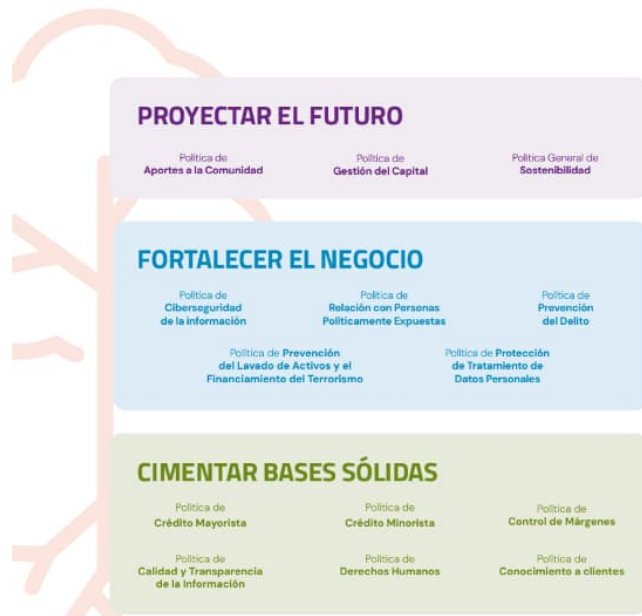 PROYECTAR EL FUTURO
Política de
Aportes a la Comunidad
Política de
Gestión del Capital
Política General de
Sostenibilidad
FORTALECER EL NEGOCIO
Política de
Ciberseguridad
de la información
Política de
Relación con Personas
Políticamente Expuestas
Política de
Prevención
del Delito
Política de Prevención
del Lavado de Activos y el
Financiamiento del Terrorismo
Política de Protección
de Tratamiento de
Datos Personales
CIMENTAR BASES SÓLIDAS
Política de
Crédito Mayorista
Política de
Crédito Minorista
Política de
Control de Márgenes
Política de
Calidad y Transparencia
de la Información
Política de
Derechos Humanos
Política de
Conocimiento a clientes